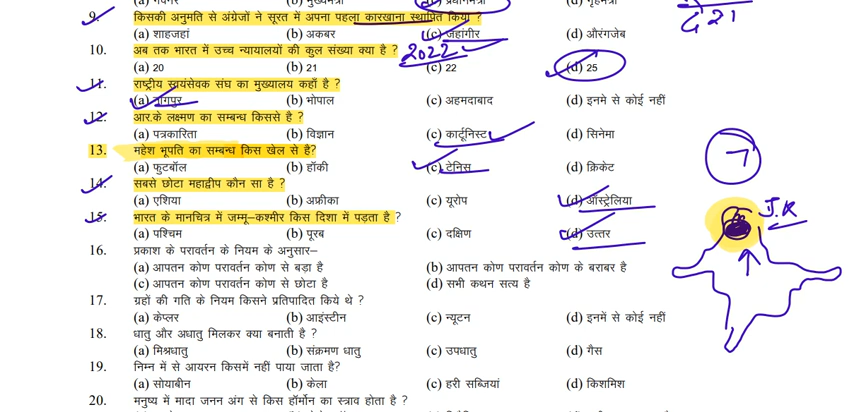 (b) मुख्यमंत्री (c) प्रधानमंत्री (d) गृहमंत्री
9. किसकी अनुमति से अंग्रेजों ने सूरत में अपना पहला कारखाना स्थापित किया ?
(a) शाहजहां (b) अकबर (c) जहांगीर (d) औरंगजेब
21
10. अब तक भारत में उच्च न्यायालयों की कुल संख्या क्या है ? 2022
(a) 20 (b) 21 (c) 22 (d) 25
11. राष्ट्रीय स्वयंसेवक संघ का मुख्यालय कहाँ है ?
(a) नागपुर (b) भोपाल (c) अहमदाबाद (d) इनमे से कोई नहीं
12. आर.के लक्ष्मण का सम्बन्ध किससे है ?
(a) पत्रकारिता (b) विज्ञान (c) कार्टूनिस्ट (d) सिनेमा
13. महेश भूपति का सम्बन्ध किस खेल से है?
(a) फुटबॉल (b) हॉकी (c) टेनिस (d) क्रिकेट
7
14. सबसे छोटा महाद्वीप कौन सा है ?
(a) एशिया (b) अफ्रीका (c) यूरोप (d) ऑस्ट्रेलिया
J.K
15. भारत के मानचित्र में जम्मू–कश्मीर किस दिशा में पड़ता है ?
(a) पश्चिम (b) पूरब (c) दक्षिण (d) उत्तर
16. प्रकाश के परावर्तन के नियम के अनुसार–
(a) आपतन कोण परावर्तन कोण से बड़ा है (b) आपतन कोण परावर्तन कोण के बराबर है
(c) आपतन कोण परावर्तन कोण से छोटा है (d) सभी कथन सत्य है
17. ग्रहों की गति के नियम किसने प्रतिपादित किये थे ?
(a) केप्लर (b) आइंस्टीन (c) न्यूटन (d) इनमें से कोई नहीं
18. धातु और अधातु मिलकर क्या बनाती है ?
(a) मिश्रधातु (b) संक्रमण धातु (c) उपधातु (d) गैस
19. निम्न में से आयरन किसमें नहीं पाया जाता है?
(a) सोयाबीन (b) केला (c) हरी सब्जियां (d) किशमिश
20. मनुष्य में मादा जनन अंग से किस हॉर्मोन का स्त्राव होता है ?